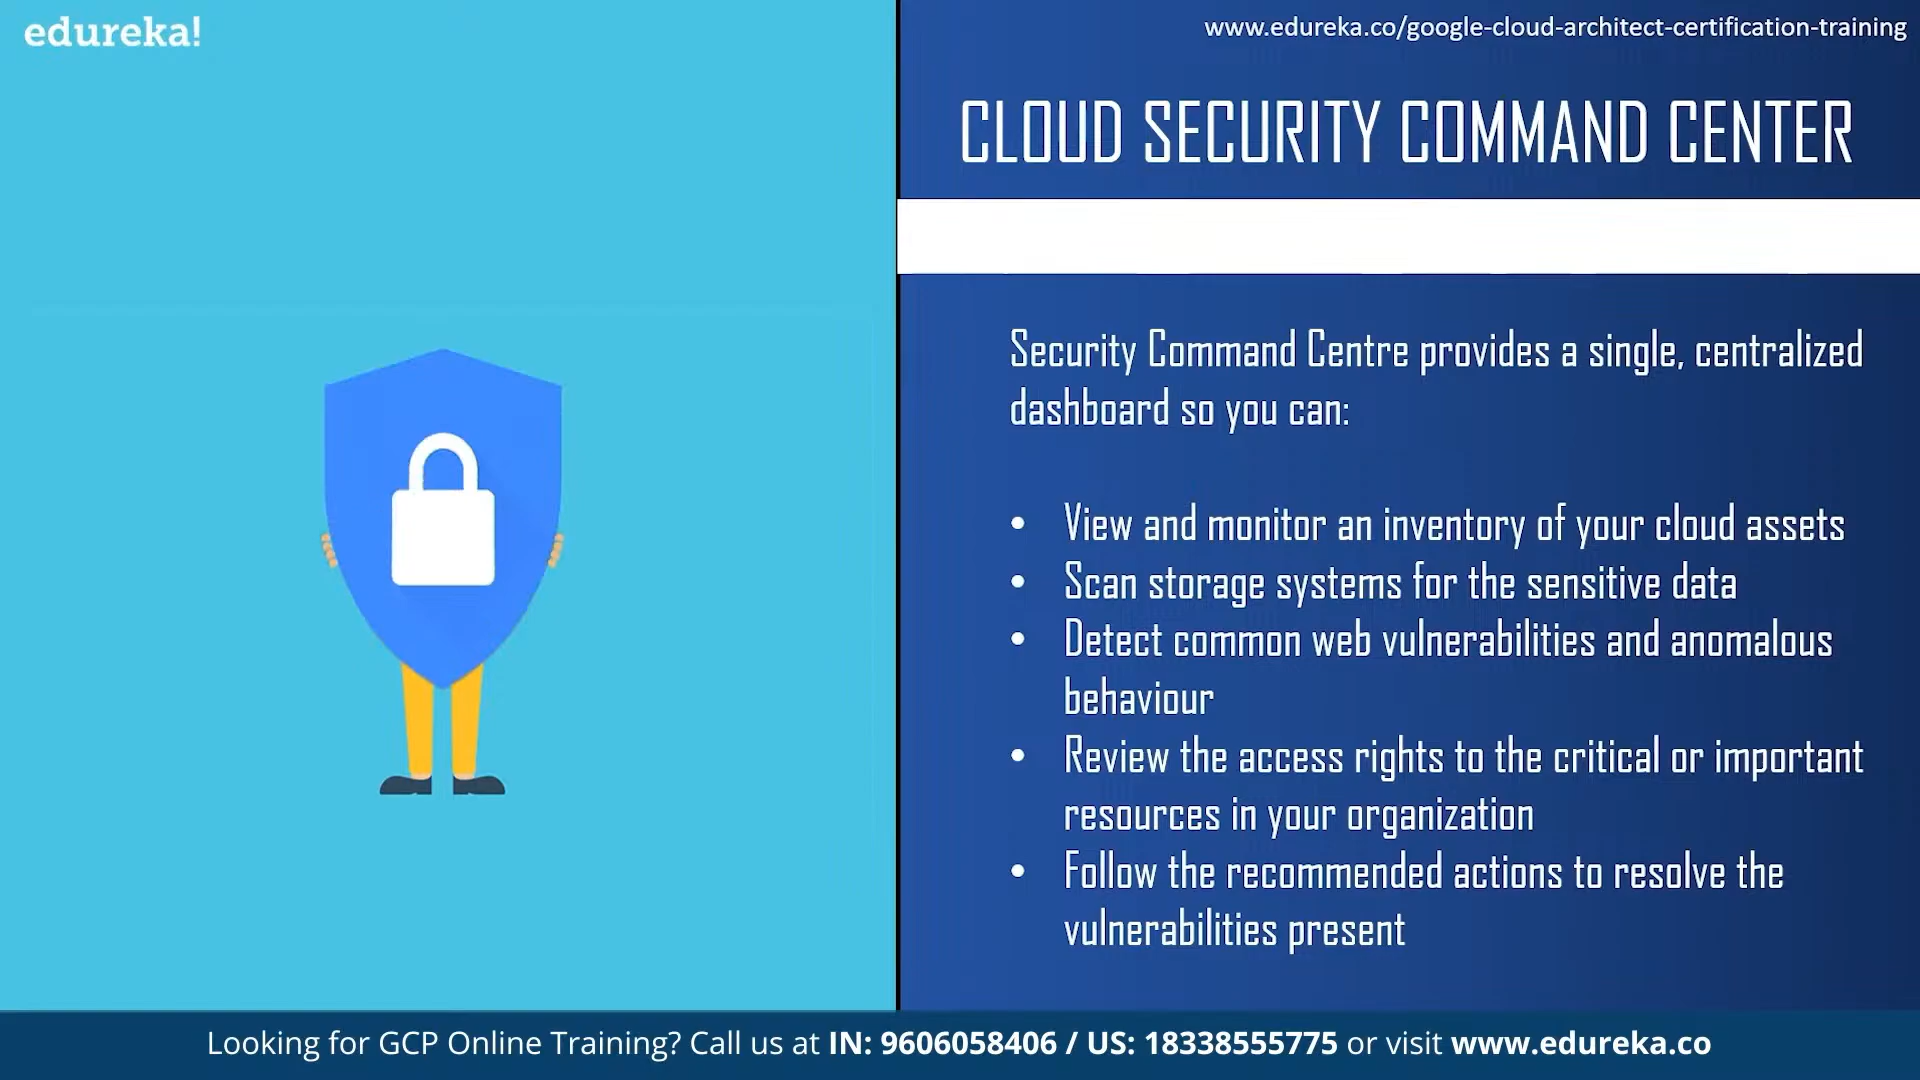 edureka!
www.edureka.co/google-cloud-architect-certification-training
CLOUD SECURITY COMMAND CENTER
Security Command Centre provides a single, centralized
dashboard so you can:
• View and monitor an inventory of your cloud assets
• Scan storage systems for the sensitive data
• Detect common web vulnerabilities and anomalous
behaviour
• Review the access rights to the critical or important
resources in your organization
• Follow the recommended actions to resolve the
vulnerabilities present
Looking for GCP Online Training? Call us at IN: 9606058406 / US: 18338555775 or visit www.edureka.co